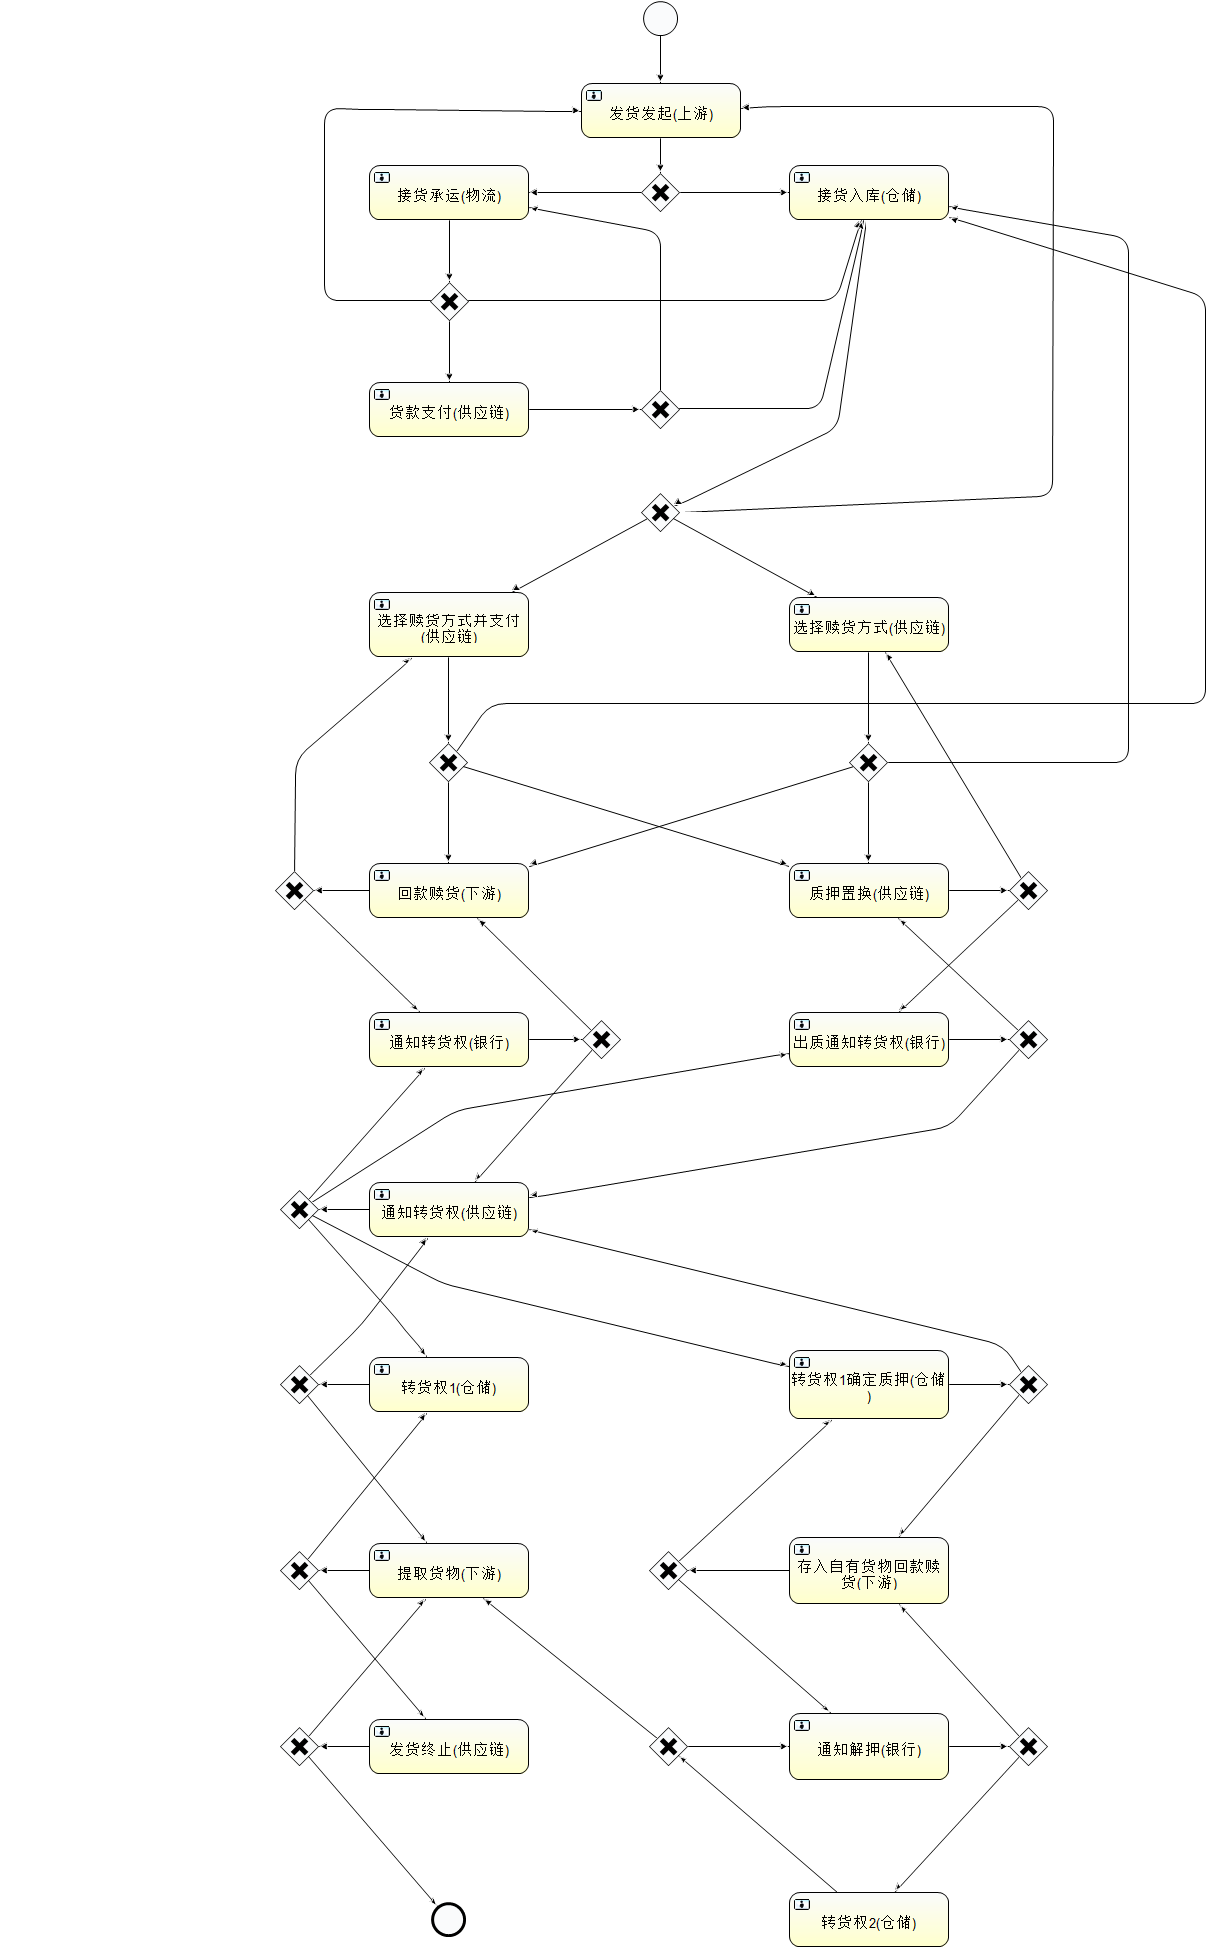 发货发起(上游)
接货承运(物流)
接货入库(仓储)
货款支付(供应链)
选择赎货方式并支付
(供应链)
选择赎货方式(供应链)
回款赎货(下游)
质押置换(供应链)
通知转货权(银行)
出质通知转货权(银行)
通知转货权(供应链)
转货权1(仓储)
转货权1确定质押(仓储
)
提取货物(下游)
存入自有货物回款赎
货(下游)
发货终止(供应链)
通知解押(银行)
转货权2(仓储)